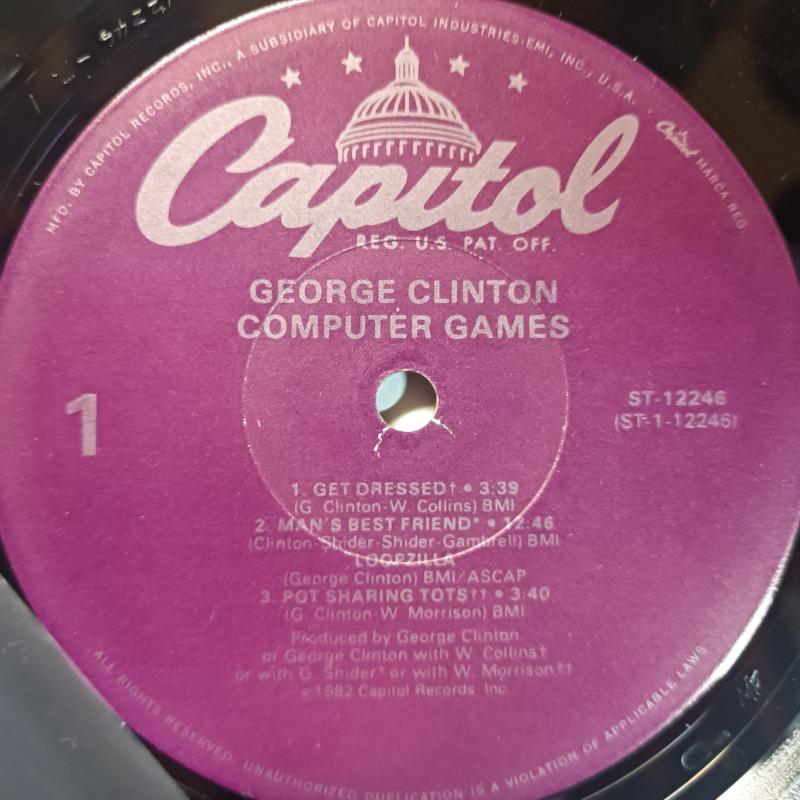 MFD. BY CAPITOL RECORDS, INC., A SUBSIDIARY OF CAPITOL INDUSTRIES-EMI, INC., U.S.A.
Capitol MARCA REG.
Capitol
REG. U.S. PAT. OFF.
GEORGE CLINTON
COMPUTER GAMES
1
ST-12246
(ST-1-12246)
1. GET DRESSED† • 3:39
(G. Clinton-W. Collins) BMI
2. MAN'S BEST FRIEND* • 12:46
(Clinton-Shider-Shider-Gambrell) BMI
LOOPZILLA
(George Clinton) BMI/ASCAP
3. POT SHARING TOTS†† • 3:40
(G. Clinton-W. Morrison) BMI
Produced by George Clinton
or George Clinton with W. Collins†
or with G. Shider* or with W. Morrison††
℗1982 Capitol Records, Inc.
ALL RIGHTS RESERVED. UNAUTHORIZED DUPLICATION IS A VIOLATION OF APPLICABLE LAWS